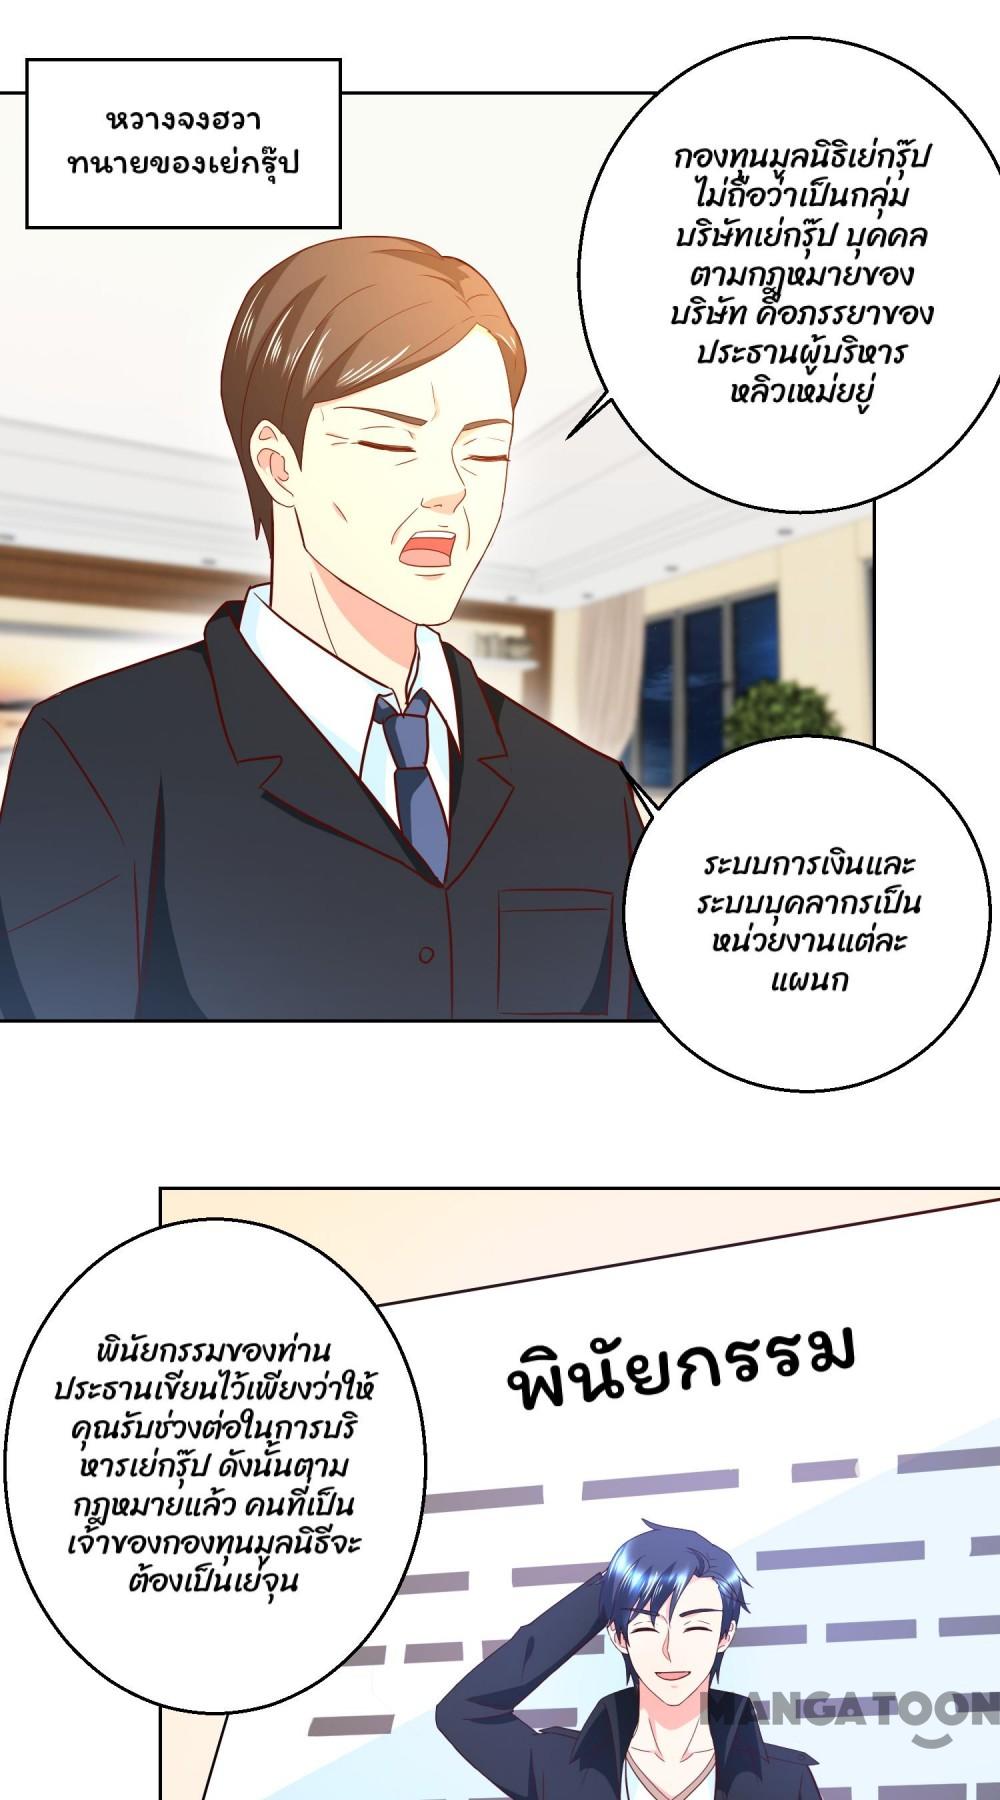 หวางจงฮวา
ทนายของเย่กรุ๊ป
กองทุนมูลนิธิเย่กรุ๊ป
ไม่ถือว่าเป็นกลุ่ม
บริษัทเย่กรุ๊ป บุคคล
ตามกฎหมายของ
บริษัท คือภรรยาของ
ประธานผู้บริหาร
หลิวเหม่ยยู่
ระบบการเงินและ
ระบบบุคลากรเป็น
หน่วยงานแต่ละ
แผนก
พินัยกรรมของท่าน
ประธานเขียนไว้เพียงว่าให้
คุณรับช่วงต่อในการบริ
หารเย่กรุ๊ป ดังนั้นตาม
กฎหมายแล้ว คนที่เป็น
เจ้าของกองทุนมูลนิธีจะ
ต้องเป็นเย่จุน
พินัยกรรม
MANGATOON